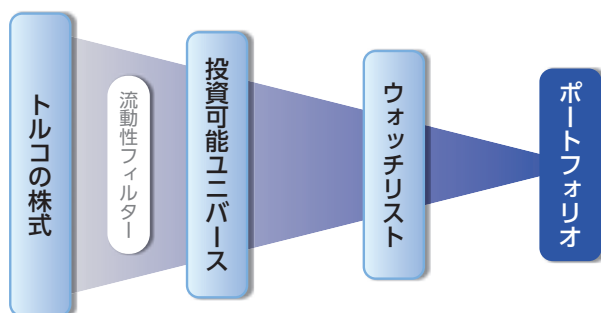 トルコの株式
流動性フィルター
投資可能ユニバース
ウォッチリスト
ポートフォリオ